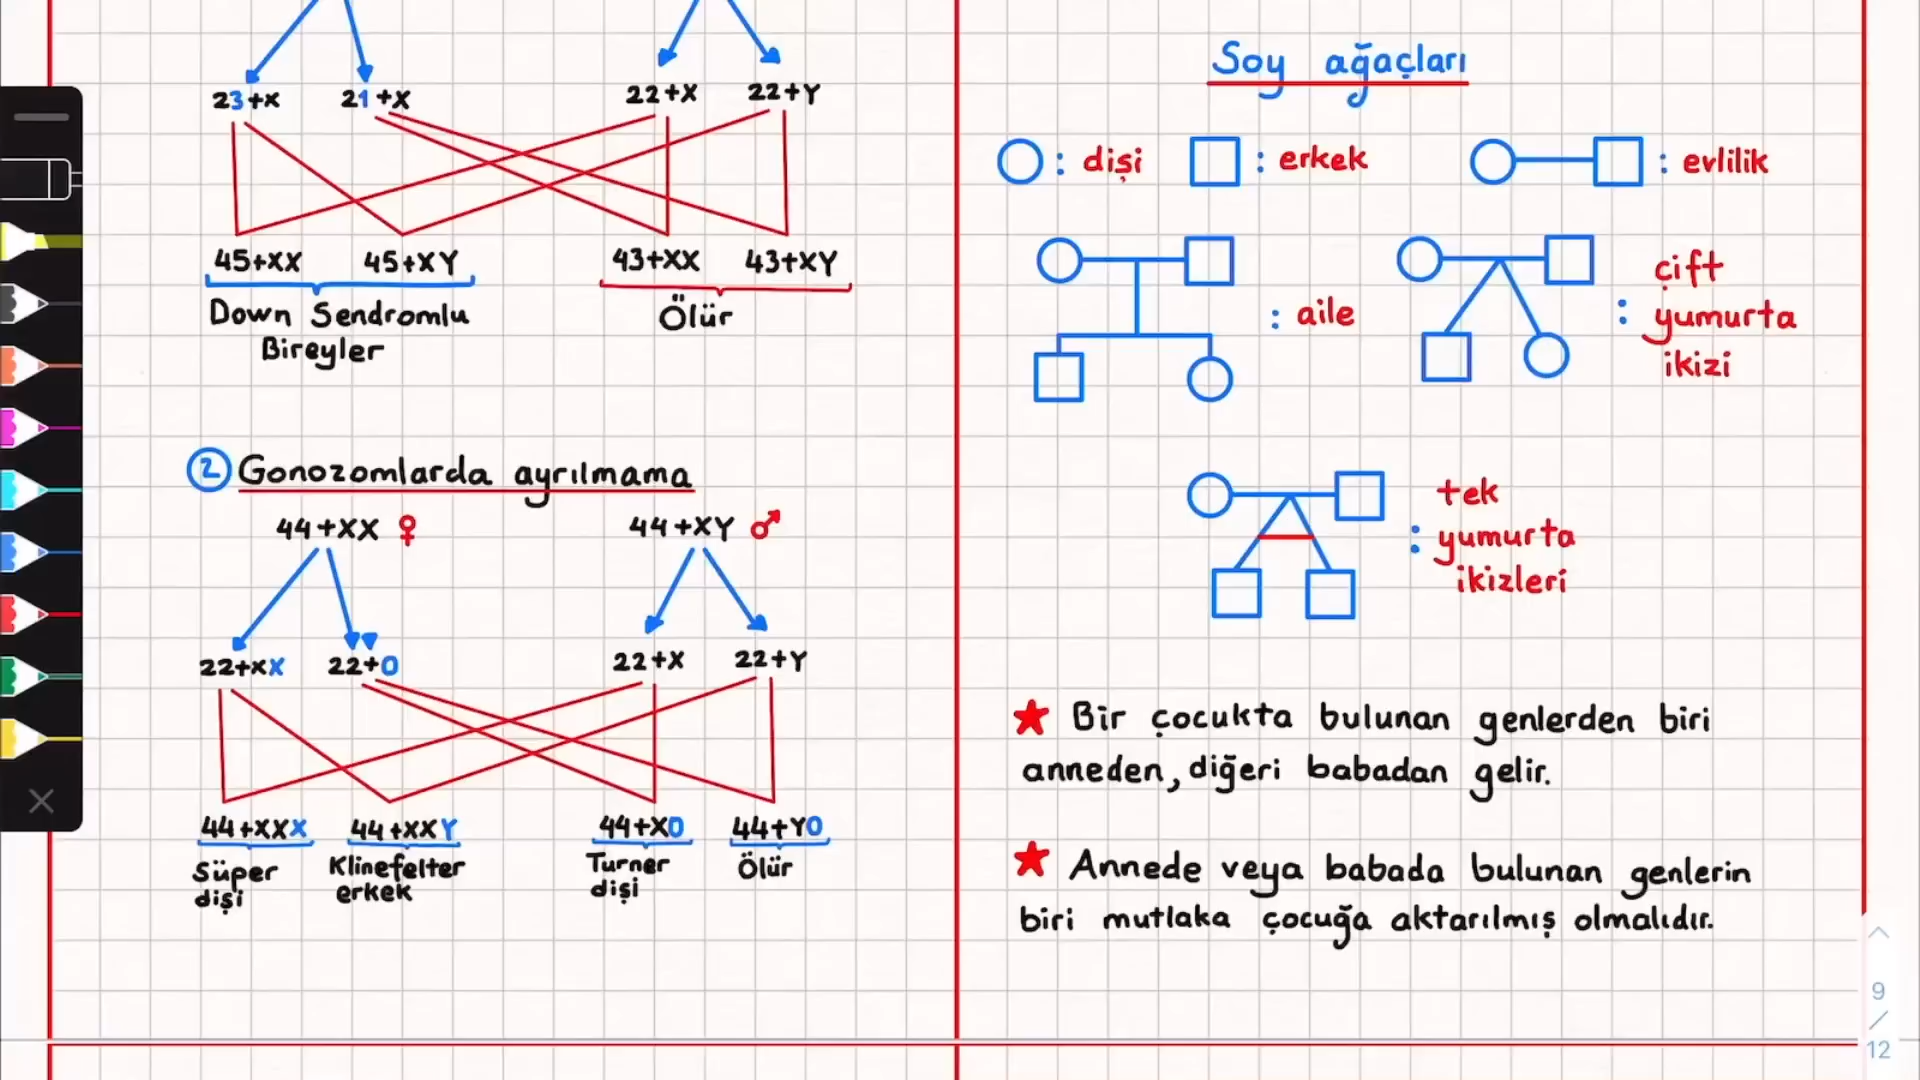 23+x 21+X 22+X 22+Y
45+XX 45+XY 43+XX 43+XY
Down Sendromlu
Bireyler
Ölür
2 Gonozomlarda ayrılmama
44+XX ♀ 44+XY ♂
22+XX 22+O 22+X 22+Y
44+XXX 44+XXY 44+XO 44+YO
Süper
dişi
Klinefelter
erkek
Turner
dişi
Ölür
Soy ağaçları
: dişi : erkek : evlilik
: aile
: çift
yumurta
ikizi
: tek
yumurta
ikizleri
★ Bir çocukta bulunan genlerden biri
anneden, diğeri babadan gelir.
★ Annede veya babada bulunan genlerin
biri mutlaka çocuğa aktarılmış olmalıdır.
9
/
12